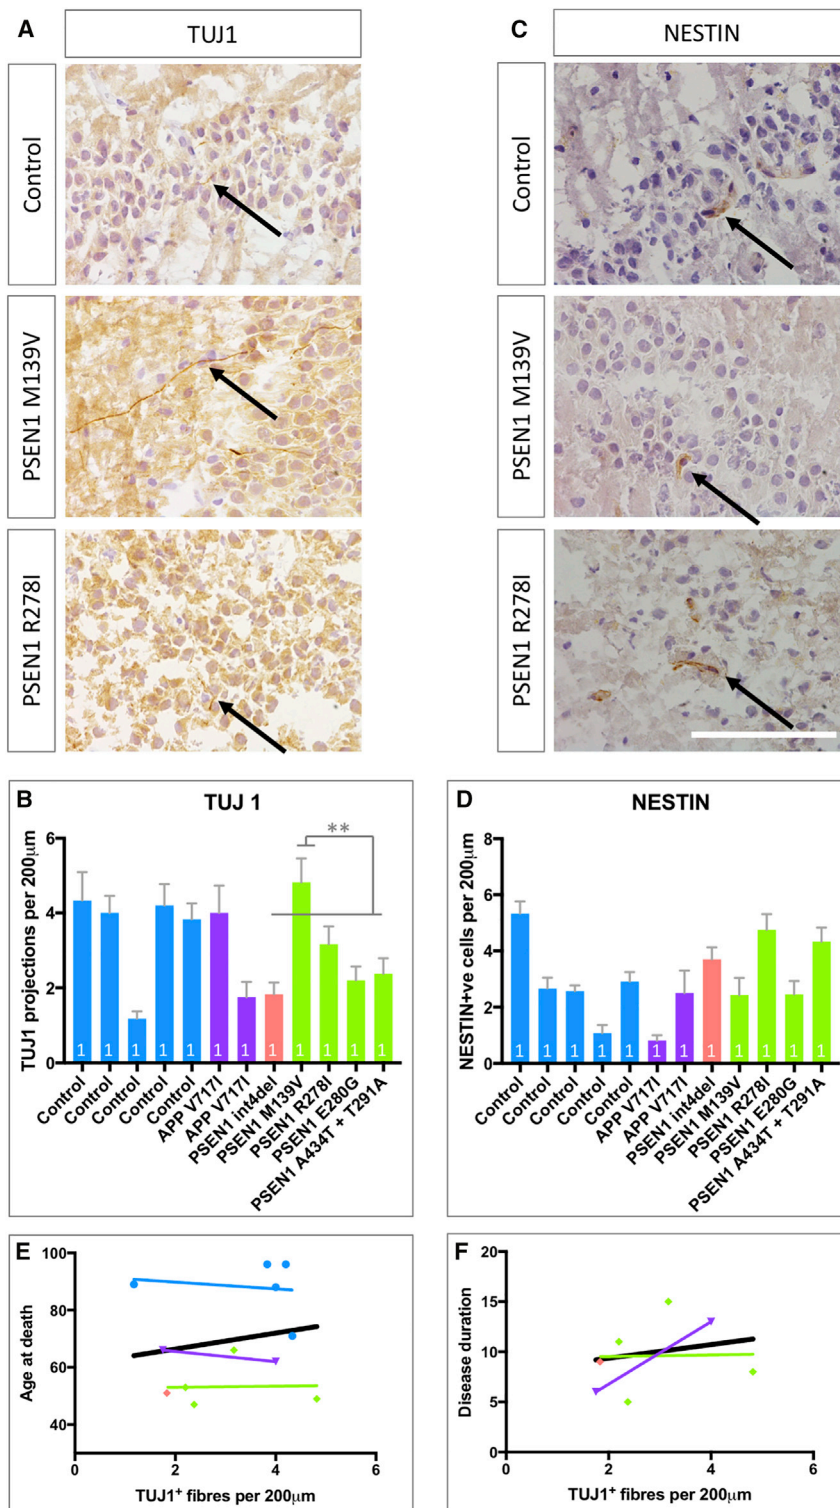 A
TUJ1
C
NESTIN
Control
Control
PSEN1 M139V
PSEN1 M139V
PSEN1 R278I
PSEN1 R278I
B
TUJ 1
TUJ1 projections per 200μm
6
4
2
0
**
1 1 1 1 1 1 1 1 1 1 1 1
Control
Control
Control
Control
Control
APP V717I
APP V717I
PSEN1 int4del
PSEN1 M139V
PSEN1 R278I
PSEN1 E280G
PSEN1 A434T + T291A
D
NESTIN
NESTIN+ve cells per 200μm
8
6
4
2
0
1 1 1 1 1 1 1 1 1 1 1 1
Control
Control
Control
Control
Control
APP V717I
APP V717I
PSEN1 int4del
PSEN1 M139V
PSEN1 R278I
PSEN1 E280G
PSEN1 A434T + T291A
E
Age at death
100
80
60
40
0 2 4 6
TUJ1⁺ fibres per 200μm
F
Disease duration
20
15
10
5
0
0 2 4 6
TUJ1⁺ fibres per 200μm